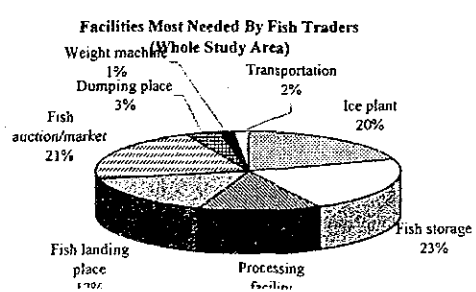 Facilities Most Needed By Fish Traders
(Whole Study Area)
Weight machine
1%
Transportation
2%
Dumping place
3%
Ice plant
20%
Fish
auction/market
21%
Fish storage
23%
Fish landing
place
Processing
facility